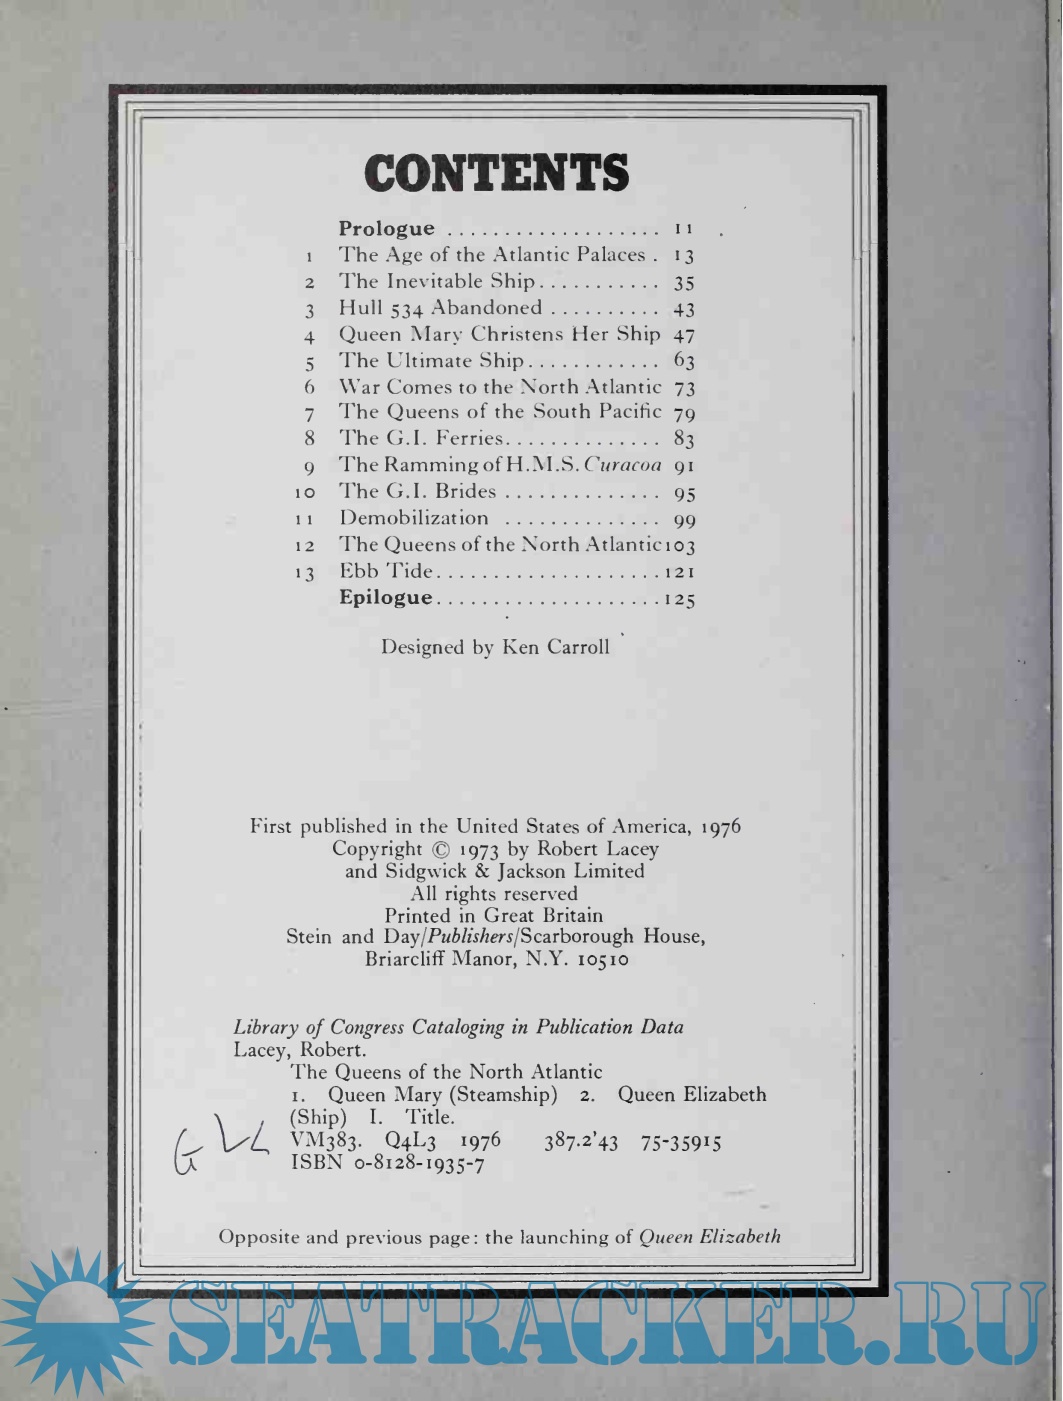 CONTENTS
Prologue . . . . . . . . . . . . . . . . . . . 11
1 The Age of the Atlantic Palaces . 13
2 The Inevitable Ship . . . . . . . . . . . 35
3 Hull 534 Abandoned . . . . . . . . . . 43
4 Queen Mary Christens Her Ship 47
5 The Ultimate Ship . . . . . . . . . . . . 63
6 War Comes to the North Atlantic 73
7 The Queens of the South Pacific 79
8 The G.I. Ferries. . . . . . . . . . . . . . 83
9 The Ramming of H.M.S. Curacoa 91
10 The G.I. Brides . . . . . . . . . . . . . . 95
11 Demobilization . . . . . . . . . . . . . . 99
12 The Queens of the North Atlantic 103
13 Ebb Tide. . . . . . . . . . . . . . . . . . . . 121
Epilogue. . . . . . . . . . . . . . . . . . . . 125
Designed by Ken Carroll
First published in the United States of America, 1976
Copyright © 1973 by Robert Lacey
and Sidgwick & Jackson Limited
All rights reserved
Printed in Great Britain
Stein and Day/Publishers/Scarborough House,
Briarcliff Manor, N.Y. 10510
Library of Congress Cataloging in Publication Data
Lacey, Robert.
The Queens of the North Atlantic
1. Queen Mary (Steamship) 2. Queen Elizabeth
(Ship) I. Title.
VM383. Q4L3 1976 387.2'43 75-35915
ISBN 0-8128-1935-7
Opposite and previous page: the launching of Queen Elizabeth
SEATRACKER.RU